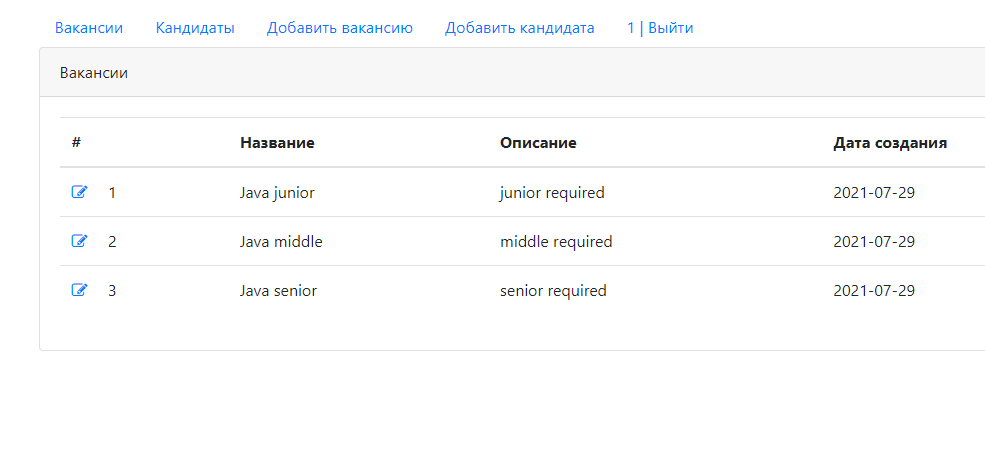 Вакансии Кандидаты Добавить вакансию Добавить кандидата 1 | Выйти
Вакансии
# Название Описание Дата создания
1 Java junior junior required 2021-07-29
2 Java middle middle required 2021-07-29
3 Java senior senior required 2021-07-29